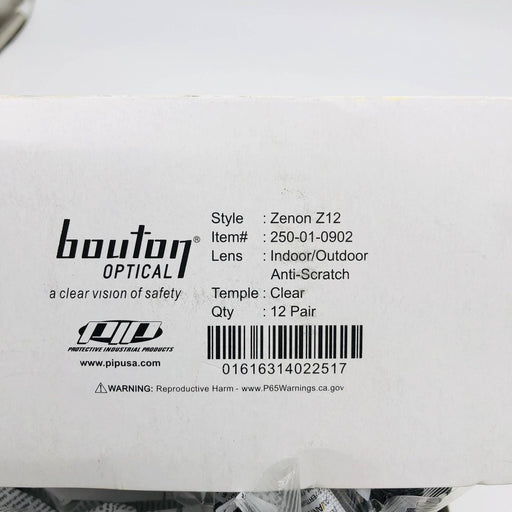 bouton®
OPTICAL
a clear vision of safety
PIP
PROTECTIVE INDUSTRIAL PRODUCTS
www.pipusa.com
Style : Zenon Z12
Item# : 250-01-0902
Lens : Indoor/Outdoor
Anti-Scratch
Temple : Clear
Qty : 12 Pair
01616314022517
⚠WARNING: Reproductive Harm - www.P65Warnings.ca.gov